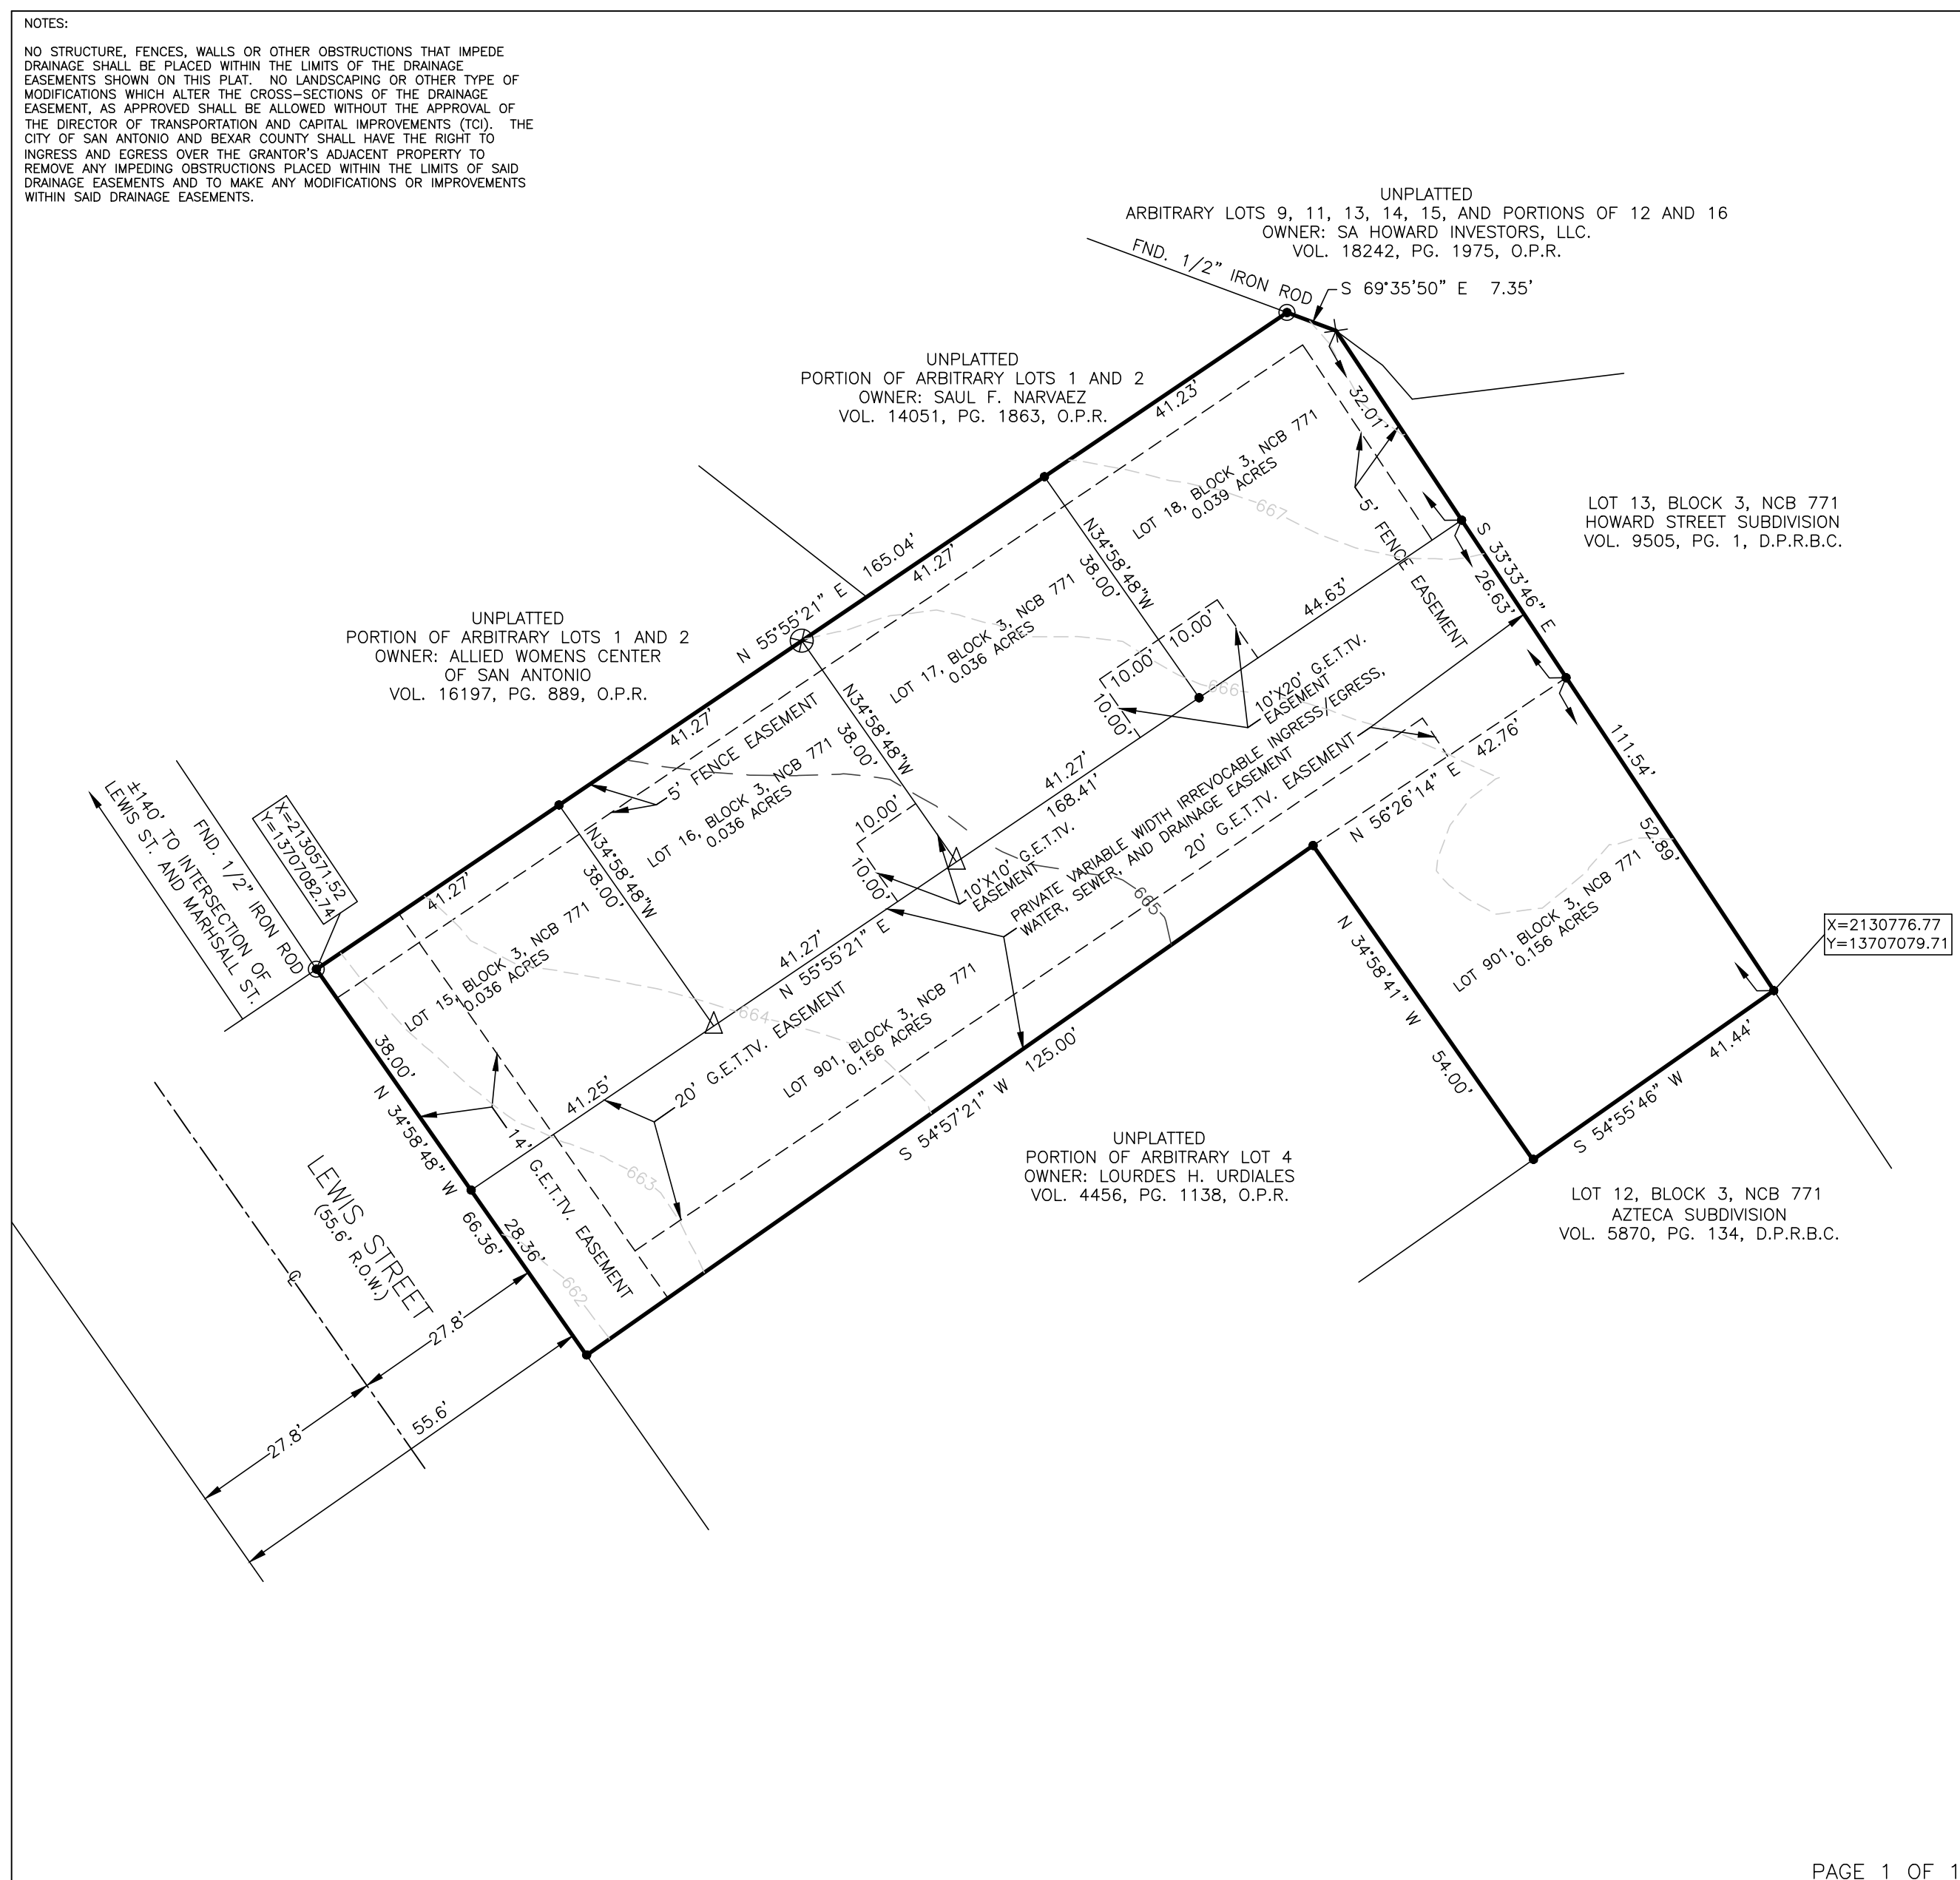 NOTES:
NO STRUCTURE, FENCES, WALLS OR OTHER OBSTRUCTIONS THAT IMPEDE
DRAINAGE SHALL BE PLACED WITHIN THE LIMITS OF THE DRAINAGE
EASEMENTS SHOWN ON THIS PLAT. NO LANDSCAPING OR OTHER TYPE OF
MODIFICATIONS WHICH ALTER THE CROSS-SECTIONS OF THE DRAINAGE
EASEMENT, AS APPROVED SHALL BE ALLOWED WITHOUT THE APPROVAL OF
THE DIRECTOR OF TRANSPORTATION AND CAPITAL IMPROVEMENTS (TCI). THE
CITY OF SAN ANTONIO AND BEXAR COUNTY SHALL HAVE THE RIGHT TO
INGRESS AND EGRESS OVER THE GRANTOR'S ADJACENT PROPERTY TO
REMOVE ANY IMPEDING OBSTRUCTIONS PLACED WITHIN THE LIMITS OF SAID
DRAINAGE EASEMENTS AND TO MAKE ANY MODIFICATIONS OR IMPROVEMENTS
WITHIN SAID DRAINAGE EASEMENTS.
UNPLATTED
ARBITRARY LOTS 9, 11, 13, 14, 15, AND PORTIONS OF 12 AND 16
OWNER: SA HOWARD INVESTORS, LLC.
VOL. 18242, PG. 1975, O.P.R.
FND. 1/2" IRON ROD
S 69°35'50" E 7.35'
UNPLATTED
PORTION OF ARBITRARY LOTS 1 AND 2
OWNER: SAUL F. NARVAEZ
VOL. 14051, PG. 1863, O.P.R.
41.23'
32.01'
LOT 18, BLOCK 3, NCB 771
0.039 ACRES
667
5' FENCE EASEMENT
LOT 13, BLOCK 3, NCB 771
HOWARD STREET SUBDIVISION
VOL. 9505, PG. 1, D.P.R.B.C.
S 33°33'46" E
26.63'
111.54'
52.89'
N 55°55'21" E 165.04'
41.27'
N34°58'48"W
38.00'
44.63'
UNPLATTED
PORTION OF ARBITRARY LOTS 1 AND 2
OWNER: ALLIED WOMENS CENTER
OF SAN ANTONIO
VOL. 16197, PG. 889, O.P.R.
LOT 17, BLOCK 3, NCB 771
0.036 ACRES
10.00'
10.00'
10.00'
666
10'X20' G.E.T.TV.
EASEMENT
41.27'
5' FENCE EASEMENT
N34°58'48"W
38.00'
LOT 16, BLOCK 3, NCB 771
0.036 ACRES
10.00'
10.00'
41.27'
168.41'
10'X10' G.E.T.TV.
EASEMENT
PRIVATE VARIABLE WIDTH IRREVOCABLE INGRESS/EGRESS,
WATER, SEWER, AND DRAINAGE EASEMENT
20' G.E.T.TV. EASEMENT
665
N 56°26'14" E 42.76'
±140' TO INTERSECTION OF
LEWIS ST. AND MARHSALL ST.
FND. 1/2" IRON ROD
X=2130571.52
Y=13707082.74
41.27'
N34°58'48"W
38.00'
LOT 15, BLOCK 3, NCB 771
0.036 ACRES
41.27'
N 55°55'21" E
664
20' G.E.T.TV. EASEMENT
LOT 901, BLOCK 3, NCB 771
0.156 ACRES
LOT 901, BLOCK 3, NCB 771
0.156 ACRES
N 34°58'41" W 54.00'
X=2130776.77
Y=13707079.71
S 54°55'46" W 41.44'
S 54°57'21" W 125.00'
38.00'
N 34°58'48" W 66.36'
41.25'
14' G.E.T.TV. EASEMENT
663
28.36'
662
LEWIS STREET
(55.6' R.O.W.)
27.8'
27.8'
55.6'
UNPLATTED
PORTION OF ARBITRARY LOT 4
OWNER: LOURDES H. URDIALES
VOL. 4456, PG. 1138, O.P.R.
LOT 12, BLOCK 3, NCB 771
AZTECA SUBDIVISION
VOL. 5870, PG. 134, D.P.R.B.C.
PAGE 1 OF 1